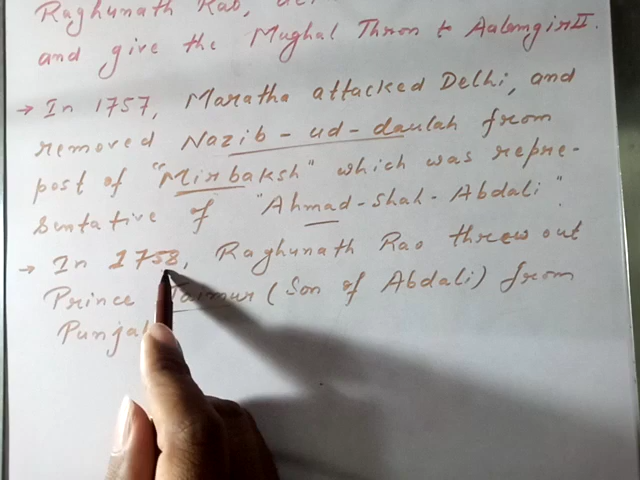 Raghunath Rao,
and give the Mughal Thron to AalamgirII.
→ In 1757, Maratha attacked Delhi, and
removed Nazib-ud-daulah from
post of "Mirbaksh" which was repre-
sentative of "Ahmad-Shah-Abdali"
→ In 1758, Raghunath Rao threw out
Prince Taimur (Son of Abdali) from
Punjab